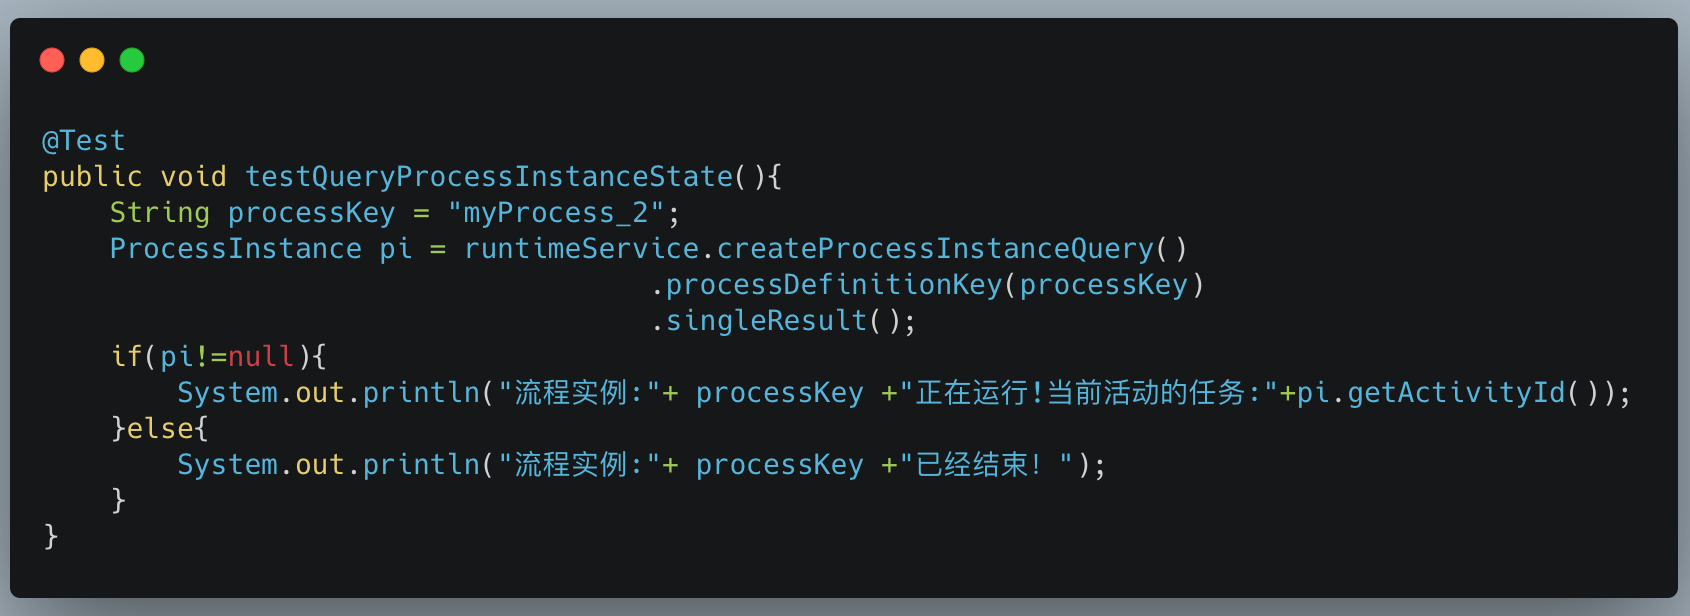 @Test
public void testQueryProcessInstanceState(){
    String processKey = "myProcess_2";
    ProcessInstance pi = runtimeService.createProcessInstanceQuery()
                                    .processDefinitionKey(processKey)
                                    .singleResult();
    if(pi!=null){
        System.out.println("流程实例:"+ processKey +"正在运行!当前活动的任务:"+pi.getActivityId());
    }else{
        System.out.println("流程实例:"+ processKey +"已经结束！");
    }
}